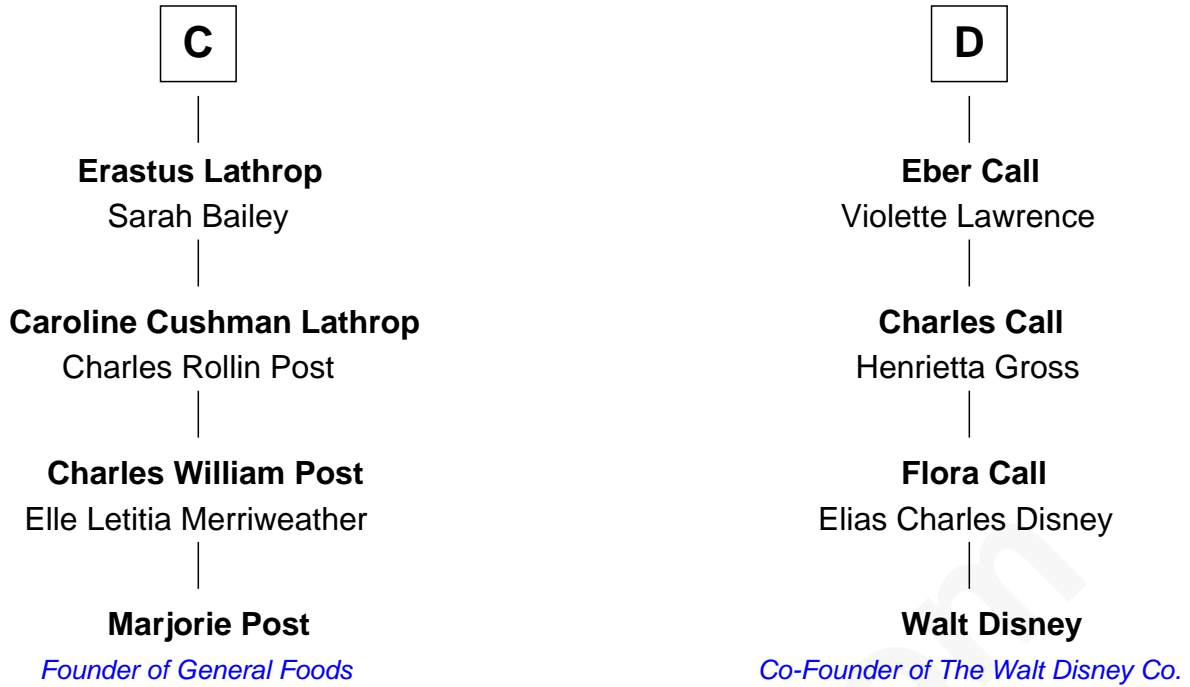 C
Erastus Lathrop
Sarah Bailey
Caroline Cushman Lathrop
Charles Rollin Post
Charles William Post
Elle Letitia Merriweather
Marjorie Post
Founder of General Foods
D
Eber Call
Violette Lawrence
Charles Call
Henrietta Gross
Flora Call
Elias Charles Disney
Walt Disney
Co-Founder of The Walt Disney Co.